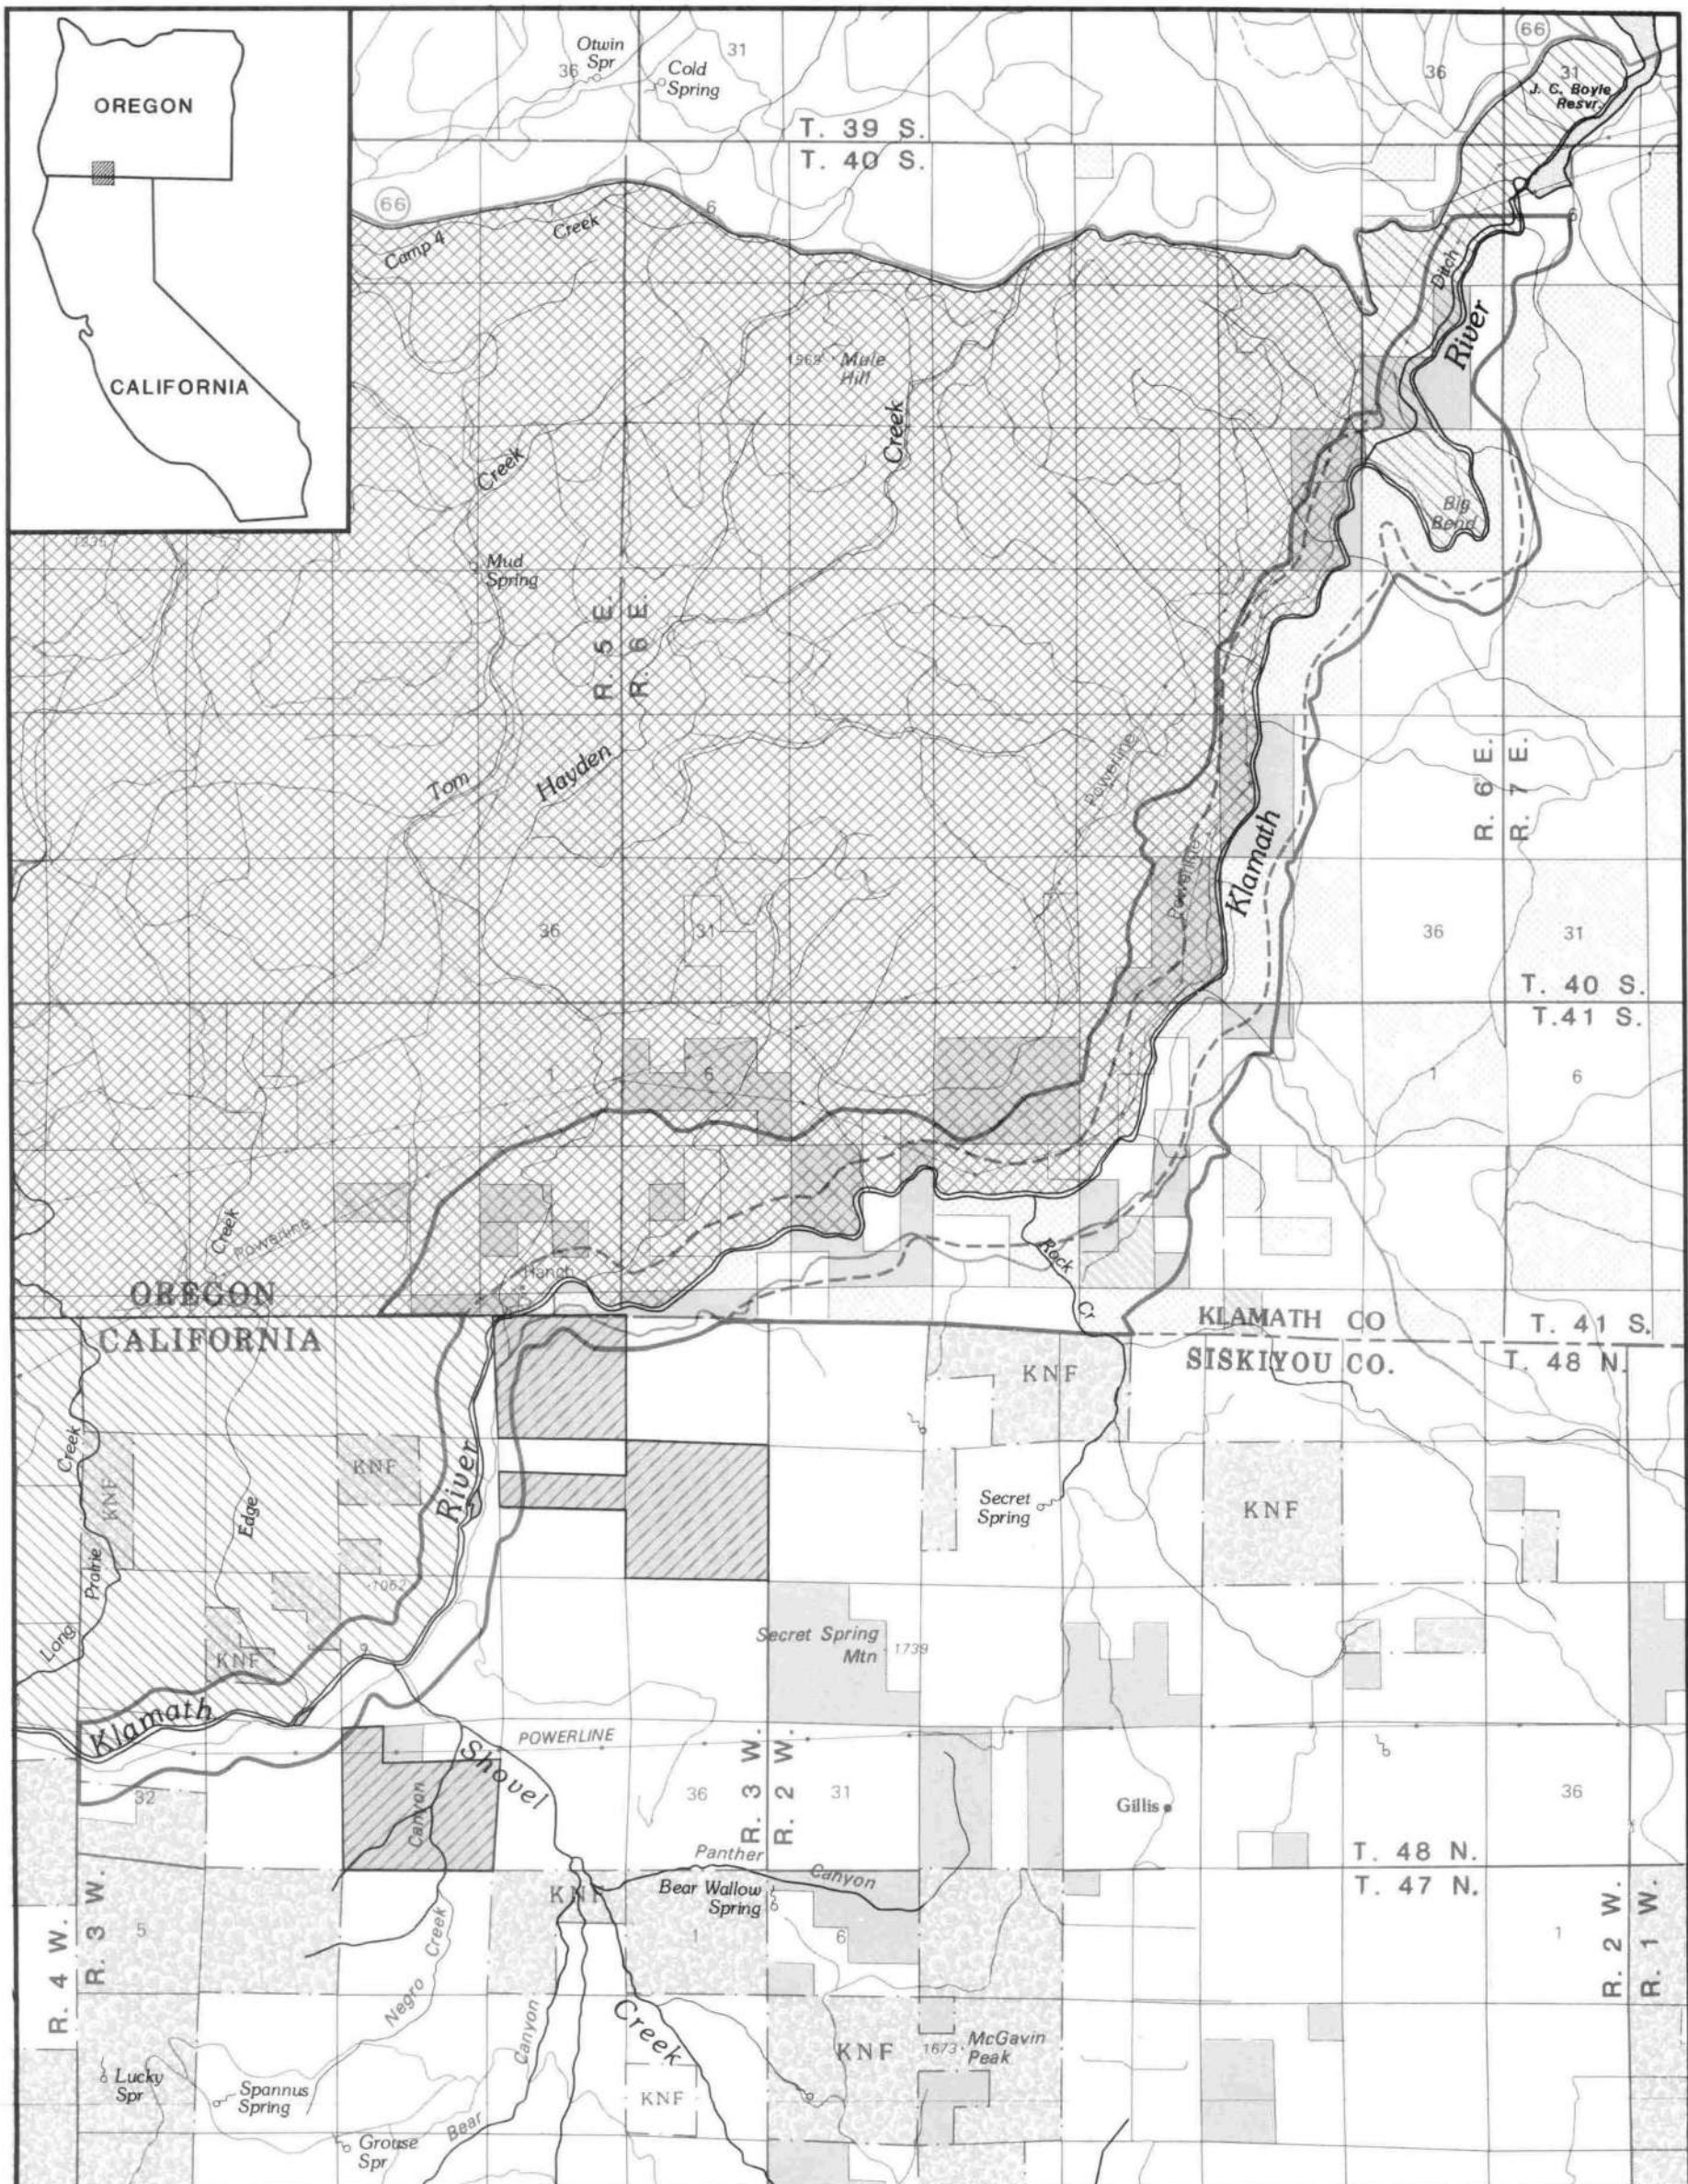 OREGON
CALIFORNIA
Otwin
Spr
36
31
Cold
Spring
T. 39 S.
T. 40 S.
66
36
31
J. C. Boyle
Resvr.
66
Camp 4
1
Creek
6
6
Ditch
River
1569
Mule
Hill
Creek
Creek
Big
Bend
1235
Mud
Spring
R. 5 E.
R. 6 E.
Tom
Hayden
Powerline
Powerline
Klamath
R. 6 E.
R. 7 E.
36
31
36
31
T. 40 S.
T. 41 S.
1
6
1
6
Creek
Powerline
Ranch
Rock
Cr
OREGON
CALIFORNIA
KLAMATH CO
SISKIYOU CO.
T. 41 S.
T. 48 N.
KNF
Creek
KNF
KNF
River
Edge
Prairie
Long
Secret
Spring
KNF
1062
KNF
Secret Spring
Mtn
1739
Klamath
POWERLINE
Shovel
32
Canyon
36
R. 3 W.
R. 2 W.
31
Gillis
36
T. 48 N.
T. 47 N.
Panther
Canyon
KNF
Bear Wallow
Spring
R. 4 W.
R. 3 W.
5
1
6
1
R. 2 W.
R. 1 W.
Negro
Creek
Canyon
Creek
KNF
1673
McGavin
Peak
KNF
Lucky
Spr
Spannus
Spring
Grouse
Spr
Bear